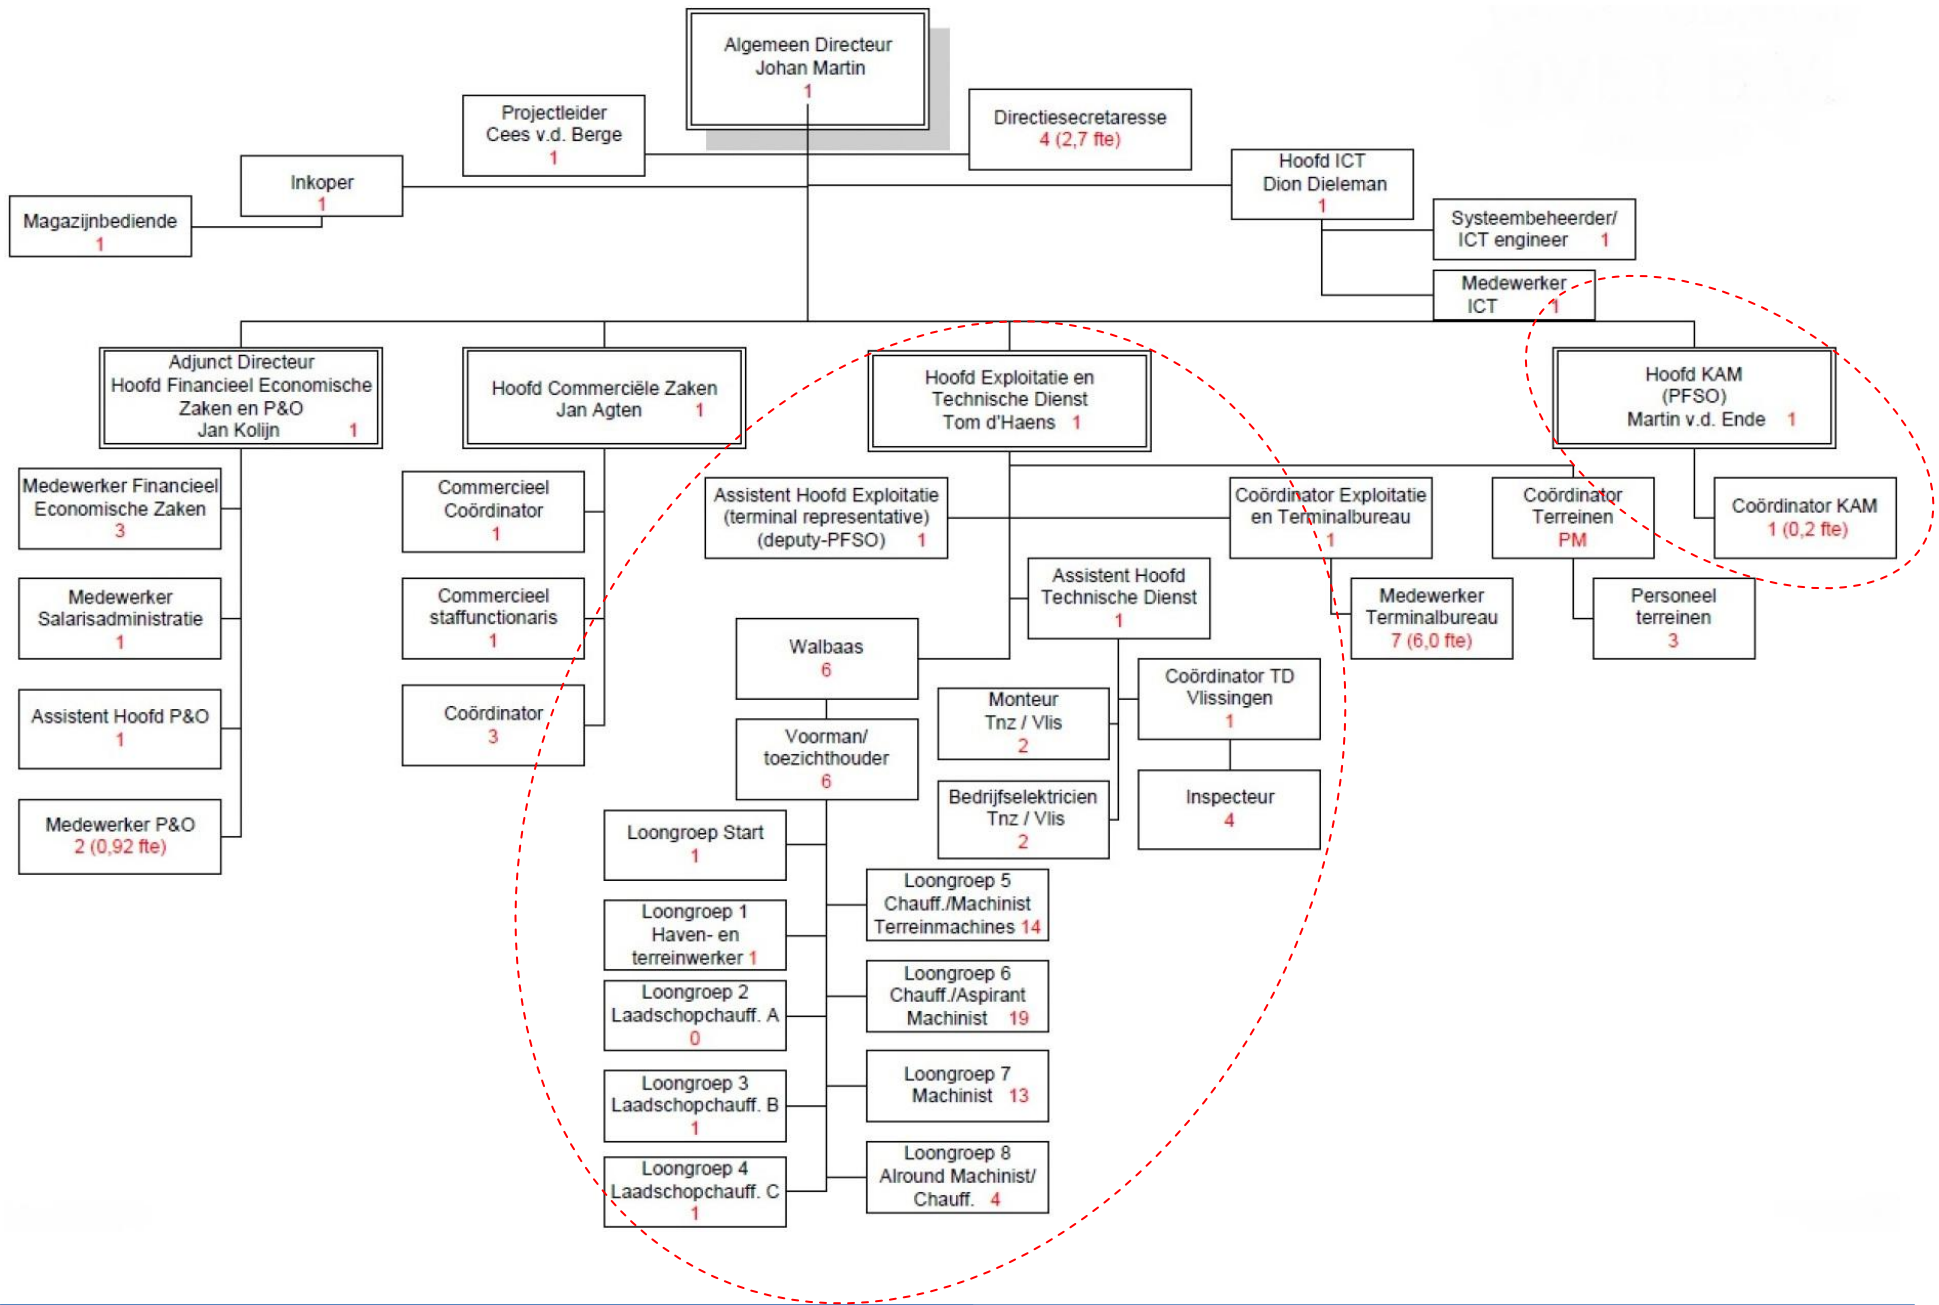 Algemeen Directeur
Johan Martin
1
Projectleider
Cees v.d. Berge
1
Directiesecretaresse
4 (2,7 fte)
Inkoper
1
Magazijnbediende
1
Hoofd ICT
Dion Dieleman
1
Systeembeheerder/
ICT engineer 1
Medewerker
ICT 1
Adjunct Directeur
Hoofd Financieel Economische
Zaken en P&O
Jan Kolijn 1
Hoofd Commerciële Zaken
Jan Agten 1
Hoofd Exploitatie en
Technische Dienst
Tom d'Haens 1
Hoofd KAM
(PFSO)
Martin v.d. Ende 1
Medewerker Financieel
Economische Zaken
3
Medewerker
Salarisadministratie
1
Assistent Hoofd P&O
1
Medewerker P&O
2 (0,92 fte)
Commercieel
Coördinator
1
Commercieel
staffunctionaris
1
Coördinator
3
Assistent Hoofd Exploitatie
(terminal representative)
(deputy-PFSO) 1
Coördinator Exploitatie
en Terminalbureau
1
Coördinator
Terreinen
PM
Coördinator KAM
1 (0,2 fte)
Assistent Hoofd
Technische Dienst
1
Medewerker
Terminalbureau
7 (6,0 fte)
Personeel
terreinen
3
Walbaas
6
Voorman/
toezichthouder
6
Monteur
Tnz / Vlis
2
Coördinator TD
Vlissingen
1
Bedrijfselektricien
Tnz / Vlis
2
Inspecteur
4
Loongroep Start
1
Loongroep 1
Haven- en
terreinwerker 1
Loongroep 2
Laadschopchauff. A
0
Loongroep 3
Laadschopchauff. B
1
Loongroep 4
Laadschopchauff. C
1
Loongroep 5
Chauff./Machinist
Terreinmachines 14
Loongroep 6
Chauff./Aspirant
Machinist 19
Loongroep 7
Machinist 13
Loongroep 8
Alround Machinist/
Chauff. 4